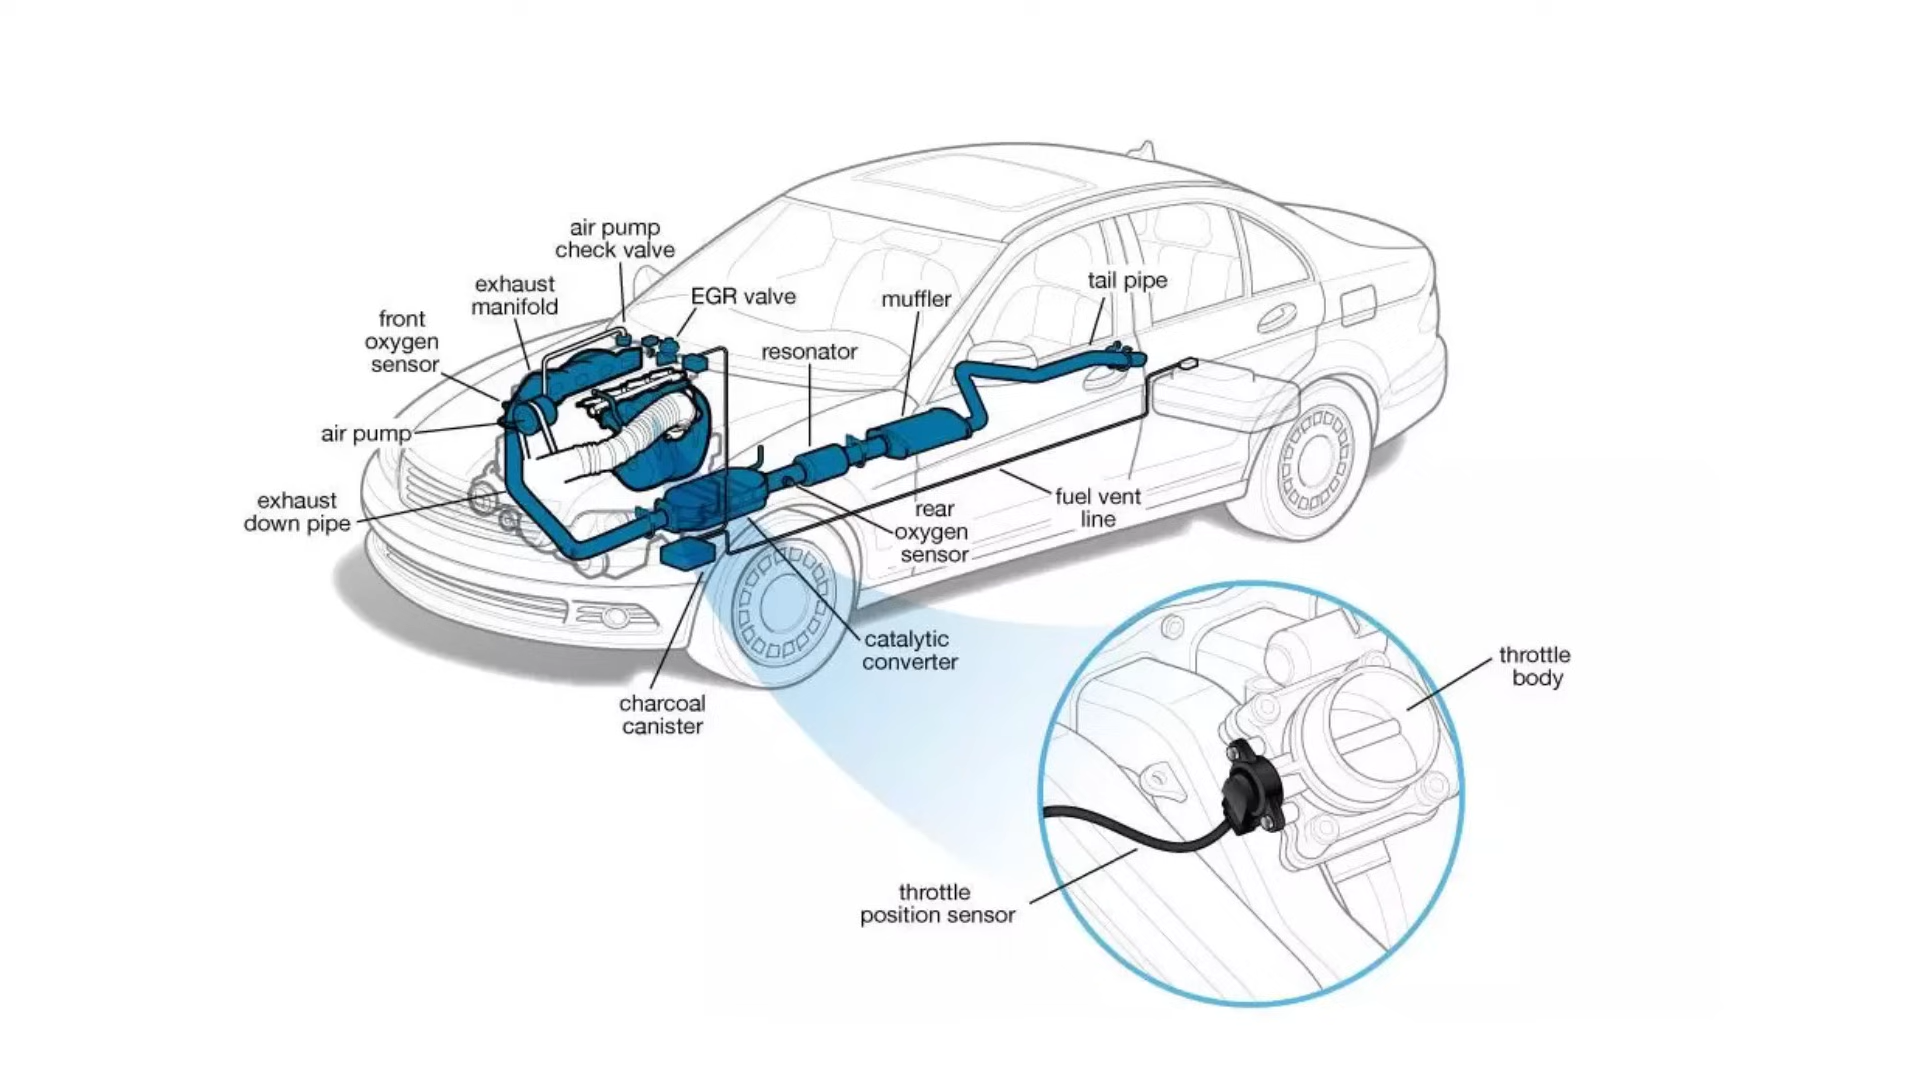 air pump
check valve
exhaust
manifold
EGR valve
muffler
tail pipe
front
oxygen
sensor
resonator
air pump
exhaust
down pipe
rear
oxygen
sensor
fuel vent
line
catalytic
converter
charcoal
canister
throttle
body
throttle
position sensor